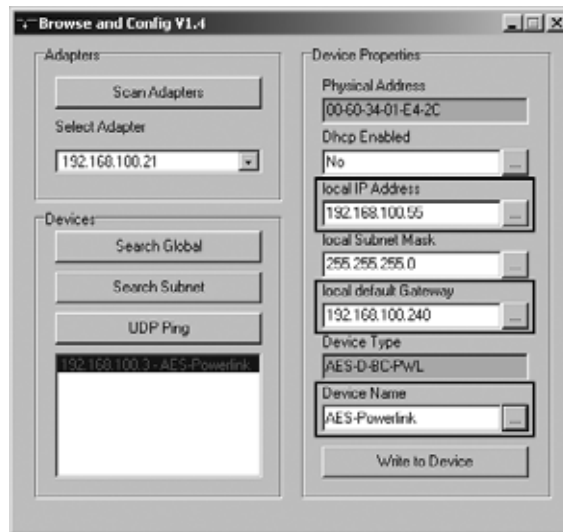 Browse and Config V1.4
Adapters
Scan Adapters
Select Adapter
192.168.100.21
Devices
Search Global
Search Subnet
UDP Ping
192.168.100.3 - AES-Powerlink
Device Properties
Physical Address
00-60-34-01-E4-2C
Dhcp Enabled
No
...
local IP Address
192.168.100.55
...
local Subnet Mask
255.255.255.0
...
local default Gateway
192.168.100.240
...
Device Type
AES-D-BC-PWL
Device Name
AES-Powerlink
...
Write to Device